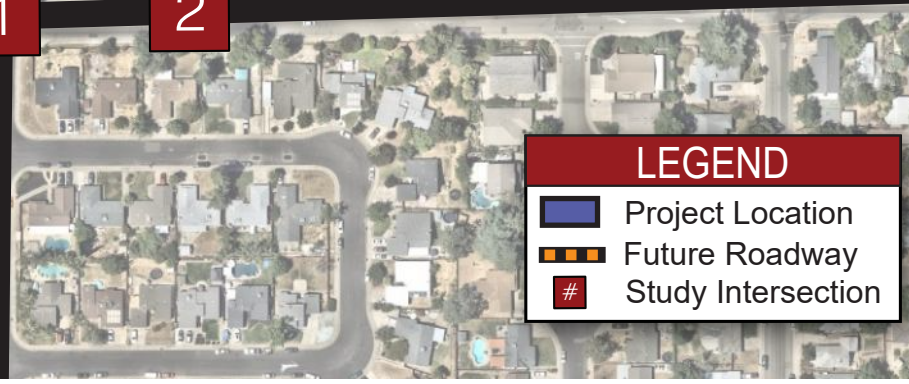 1
2
LEGEND
Project Location
Future Roadway
# Study Intersection